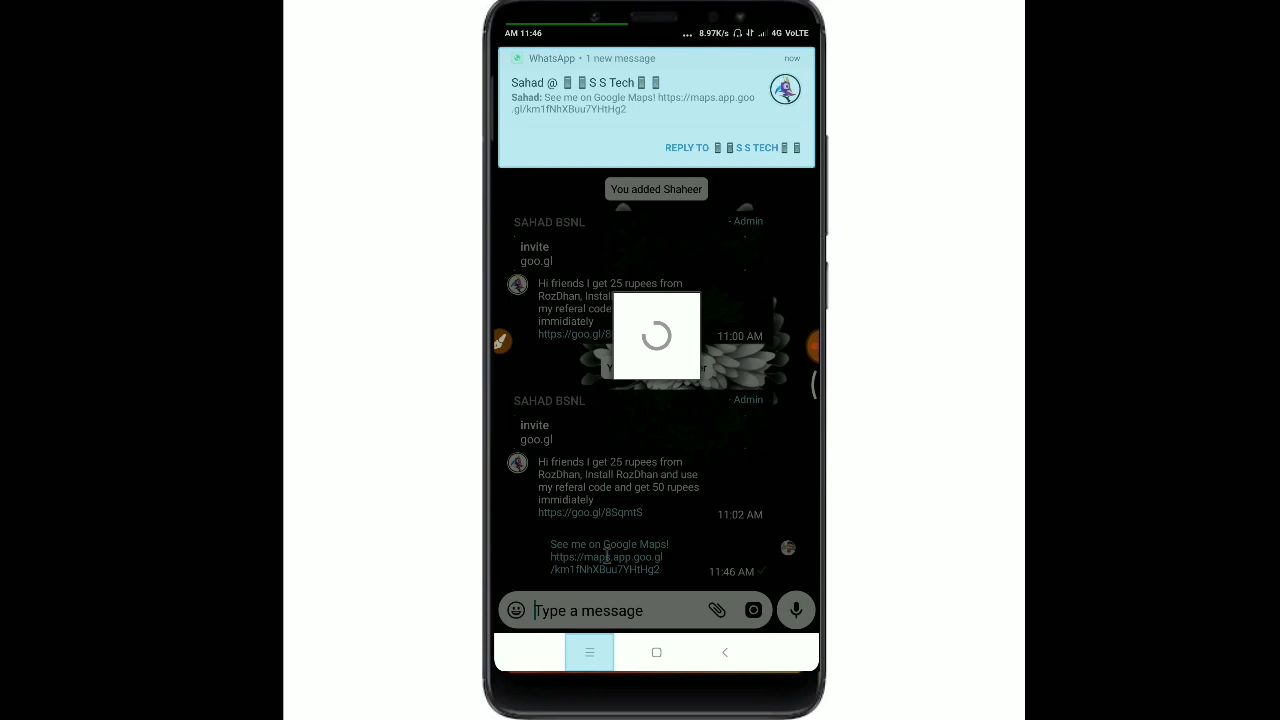 AM 11:46
... 8.97K/s 4G VoLTE
WhatsApp • 1 new message now
Sahad @ S S Tech
Sahad: See me on Google Maps! https://maps.app.goo
.gl/km1fNhXBuu7YHtHg2
REPLY TO S S TECH
You added Shaheer
SAHAD BSNL - Admin
invite
goo.gl
Hi friends I get 25 rupees from
RozDhan, Install
my referal code
immidiately
https://goo.gl/8
11:00 AM
SAHAD BSNL - Admin
invite
goo.gl
Hi friends I get 25 rupees from
RozDhan, Install RozDhan and use
my referal code and get 50 rupees
immidiately
https://goo.gl/8SqmtS
11:02 AM
See me on Google Maps!
https://maps.app.goo.gl
/km1fNhXBuu7YHtHg2
11:46 AM
Type a message